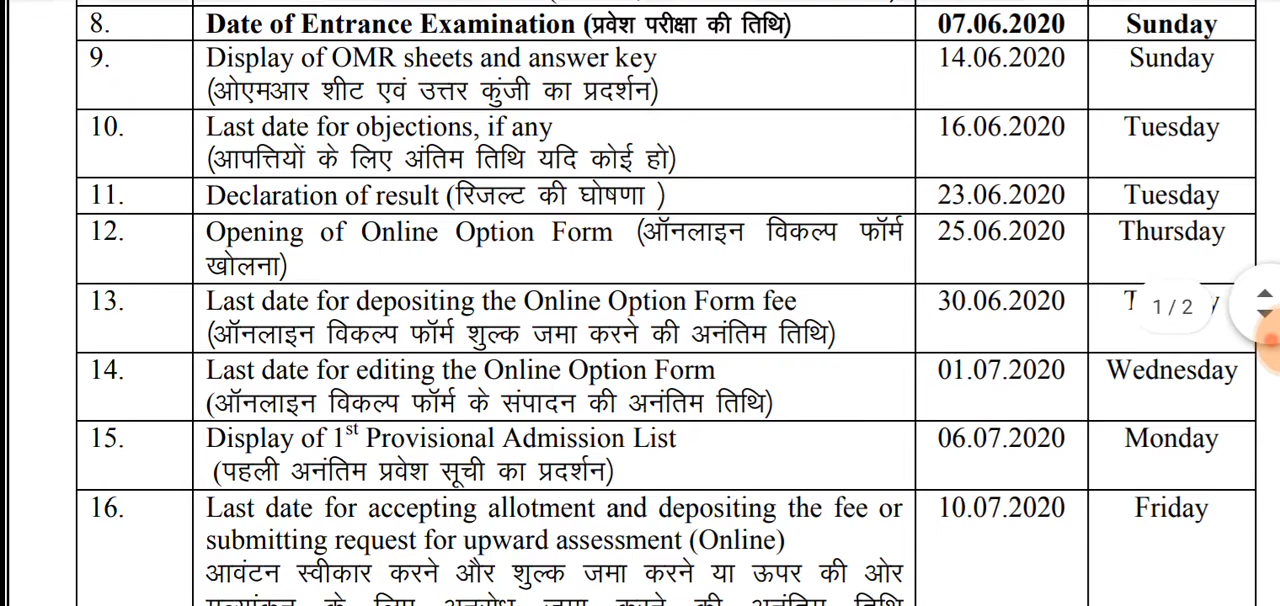 8. Date of Entrance Examination (प्रवेश परीक्षा की तिथि) 07.06.2020 Sunday
9. Display of OMR sheets and answer key 14.06.2020 Sunday
(ओएमआर शीट एवं उत्तर कुंजी का प्रदर्शन)
10. Last date for objections, if any 16.06.2020 Tuesday
(आपत्तियों के लिए अंतिम तिथि यदि कोई हो)
11. Declaration of result (रिजल्ट की घोषणा ) 23.06.2020 Tuesday
12. Opening of Online Option Form (ऑनलाइन विकल्प फॉर्म 25.06.2020 Thursday
खोलना)
13. Last date for depositing the Online Option Form fee 30.06.2020
1 / 2
(ऑनलाइन विकल्प फॉर्म शुल्क जमा करने की अनंतिम तिथि)
14. Last date for editing the Online Option Form 01.07.2020 Wednesday
(ऑनलाइन विकल्प फॉर्म के संपादन की अनंतिम तिथि)
15. Display of 1st Provisional Admission List 06.07.2020 Monday
(पहली अनंतिम प्रवेश सूची का प्रदर्शन)
16. Last date for accepting allotment and depositing the fee or 10.07.2020 Friday
submitting request for upward assessment (Online)
आवंटन स्वीकार करने और शुल्क जमा करने या ऊपर की ओर